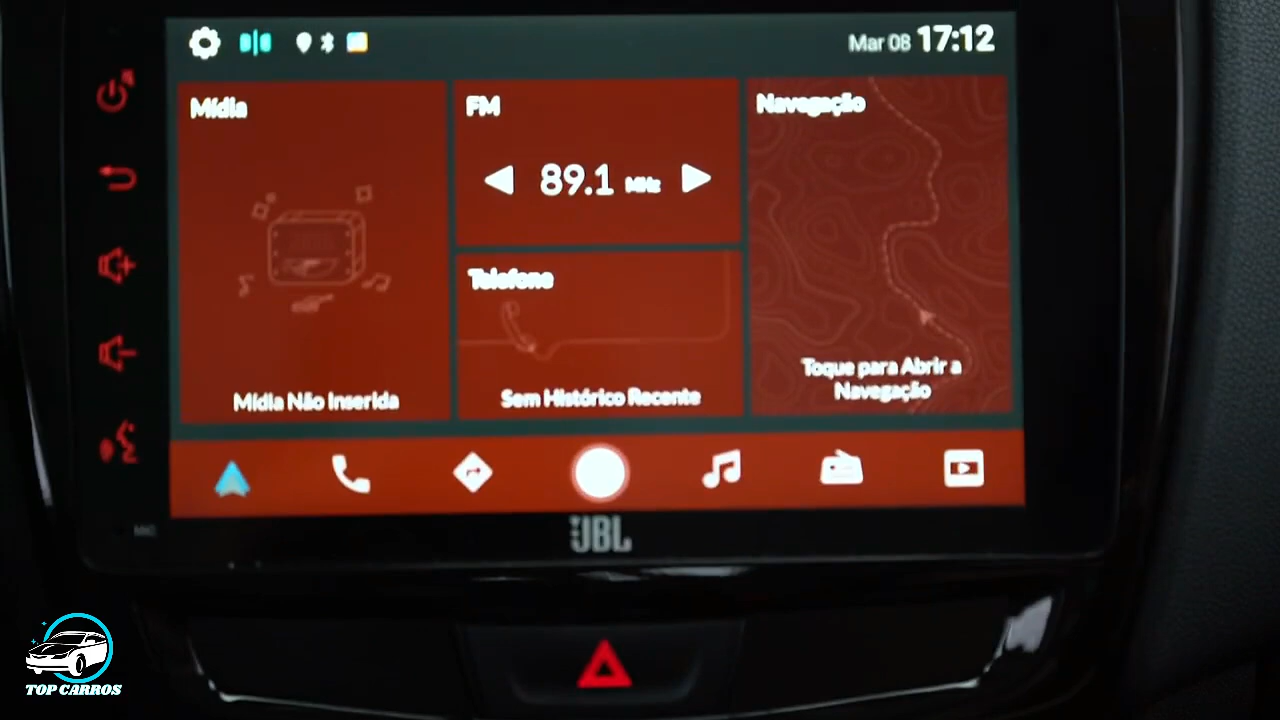 Mar 08 17:12
Mídia
FM
Navegação
89.1 MHz
Telefone
Toque para Abrir a
Navegação
Mídia Não Inserida
Sem Histórico Recente
MIC
JBL
TOP CARROS